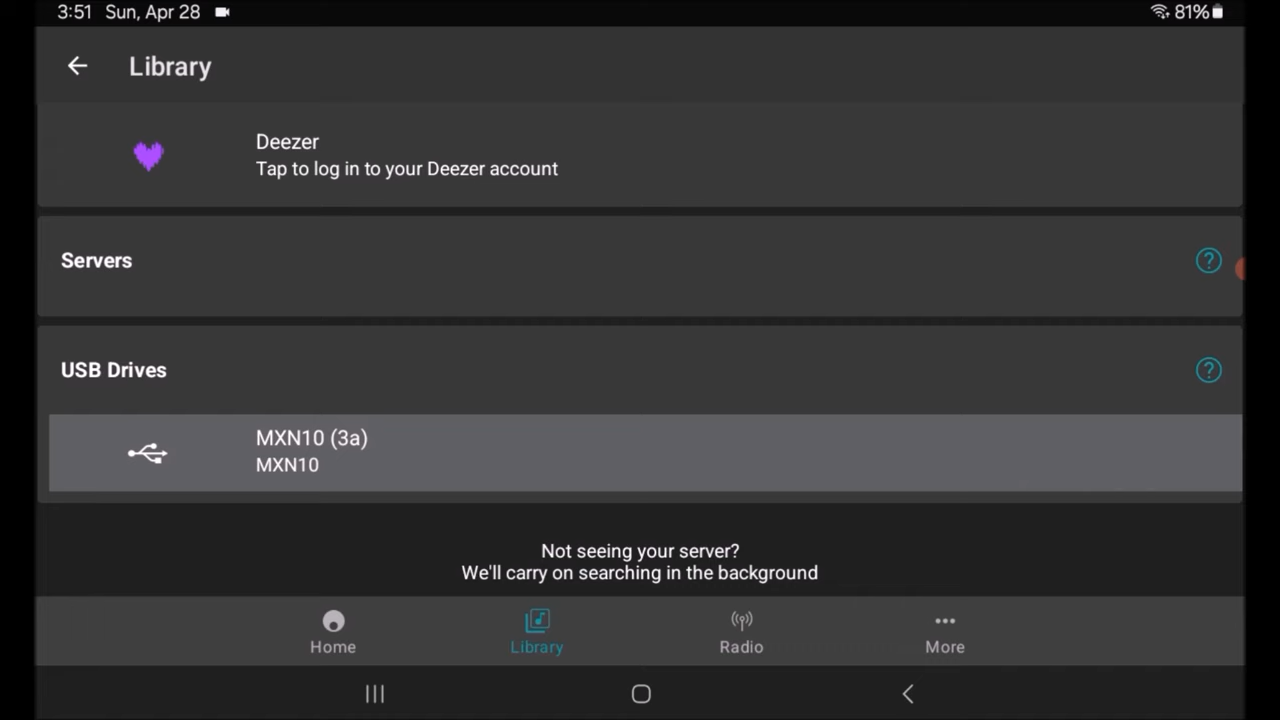 3:51 Sun, Apr 28
81%
Library
Deezer
Tap to log in to your Deezer account
Servers
?
USB Drives
?
MXN10 (3a)
MXN10
Not seeing your server?
We'll carry on searching in the background
Home
Library
Radio
More